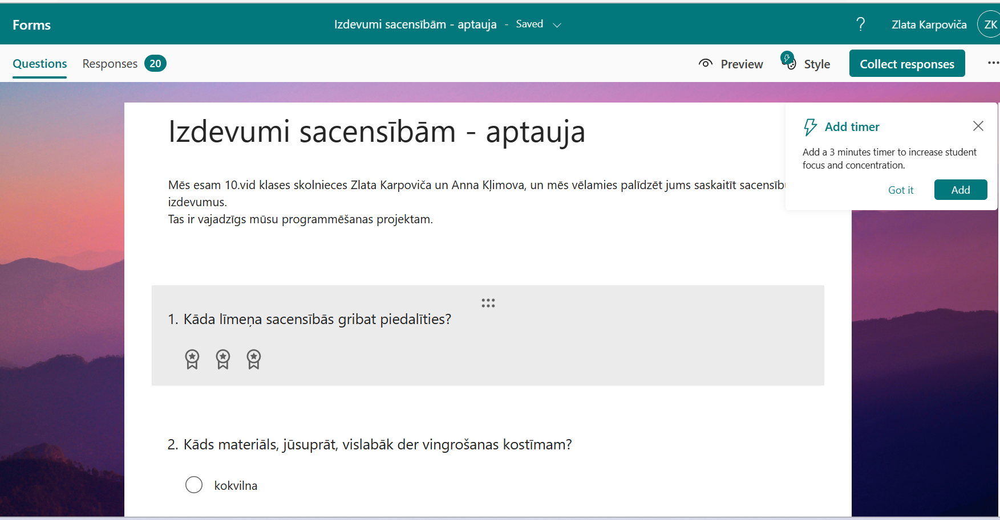 Forms
Izdevumi sacensībām - aptauja - Saved
?
Zlata Karpoviča
ZK
Questions
Responses 20
Preview
Style
Collect responses
Izdevumi sacensībām - aptauja
Add timer
Add a 3 minutes timer to increase student
focus and concentration.
Got it
Add
Mēs esam 10.vid klases skolnieces Zlata Karpoviča un Anna Kļimova, un mēs vēlamies palīdzēt jums saskaitīt
izdevumus.
Tas ir vajadzīgs mūsu programmēšanas projektam.
1. Kāda līmeņa sacensībās gribat piedalīties?
2. Kāds materiāls, jūsuprāt, vislabāk der vingrošanas kostīmam?
kokvilna